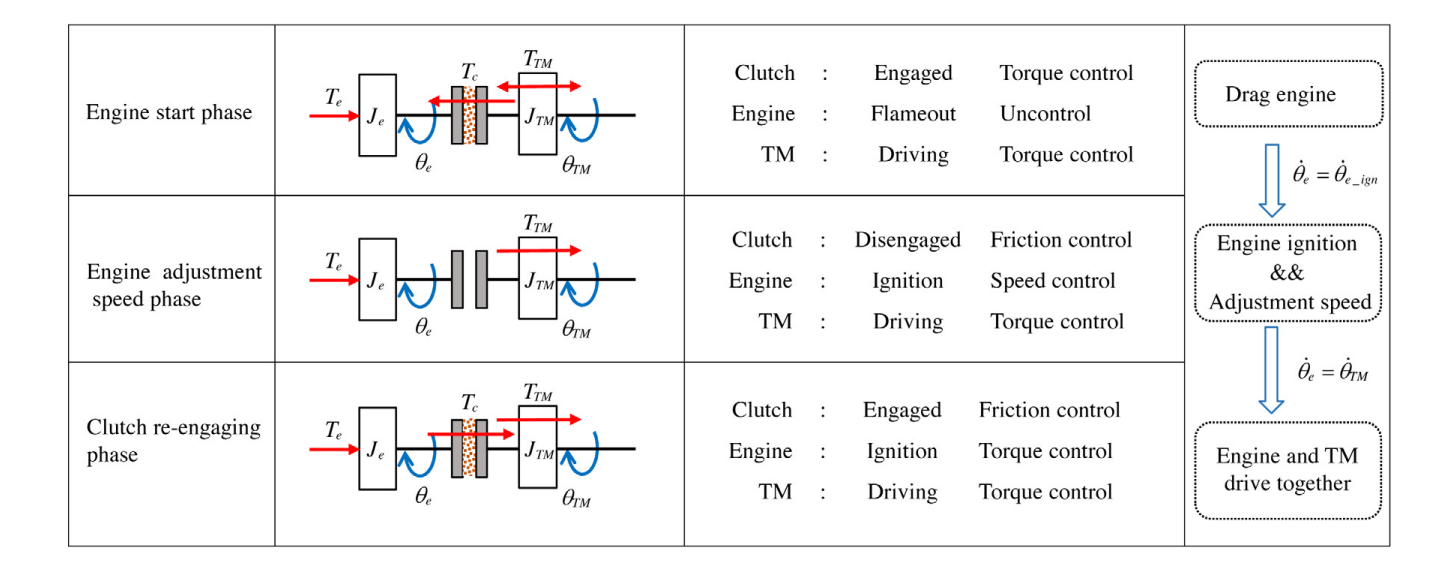 Engine start phase
T_e
J_e
θ_e
T_c
T_TM
J_TM
θ_TM
Clutch : Engaged Torque control
Engine : Flameout Uncontrol
TM : Driving Torque control
Drag engine
θ̇_e = θ̇_e_ign
Engine adjustment
speed phase
T_e
J_e
θ_e
T_TM
J_TM
θ_TM
Clutch : Disengaged Friction control
Engine : Ignition Speed control
TM : Driving Torque control
Engine ignition
&&
Adjustment speed
θ̇_e = θ̇_TM
Clutch re-engaging
phase
T_e
J_e
θ_e
T_c
T_TM
J_TM
θ_TM
Clutch : Engaged Friction control
Engine : Ignition Torque control
TM : Driving Torque control
Engine and TM
drive together